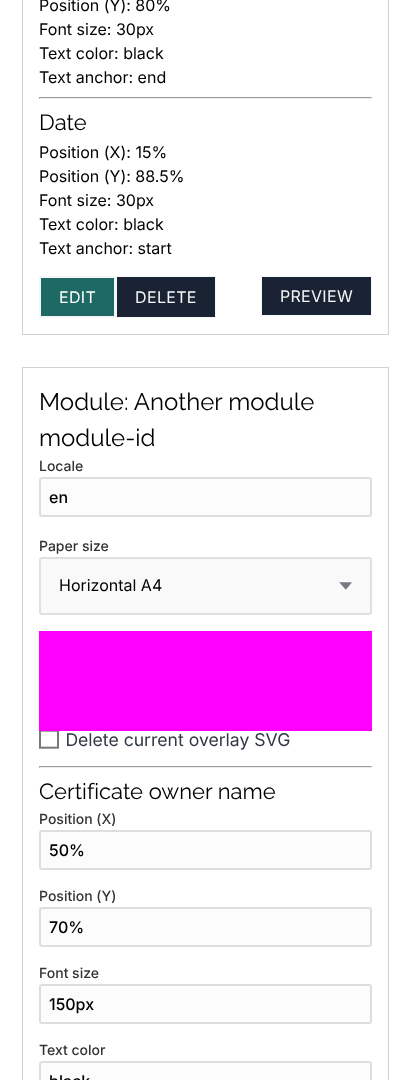 Position (Y): 80%
Font size: 30px
Text color: black
Text anchor: end
Date
Position (X): 15%
Position (Y): 88.5%
Font size: 30px
Text color: black
Text anchor: start
EDIT DELETE PREVIEW
Module: Another module
module-id
Locale
en
Paper size
Horizontal A4
Delete current overlay SVG
Certificate owner name
Position (X)
50%
Position (Y)
70%
Font size
150px
Text color
black